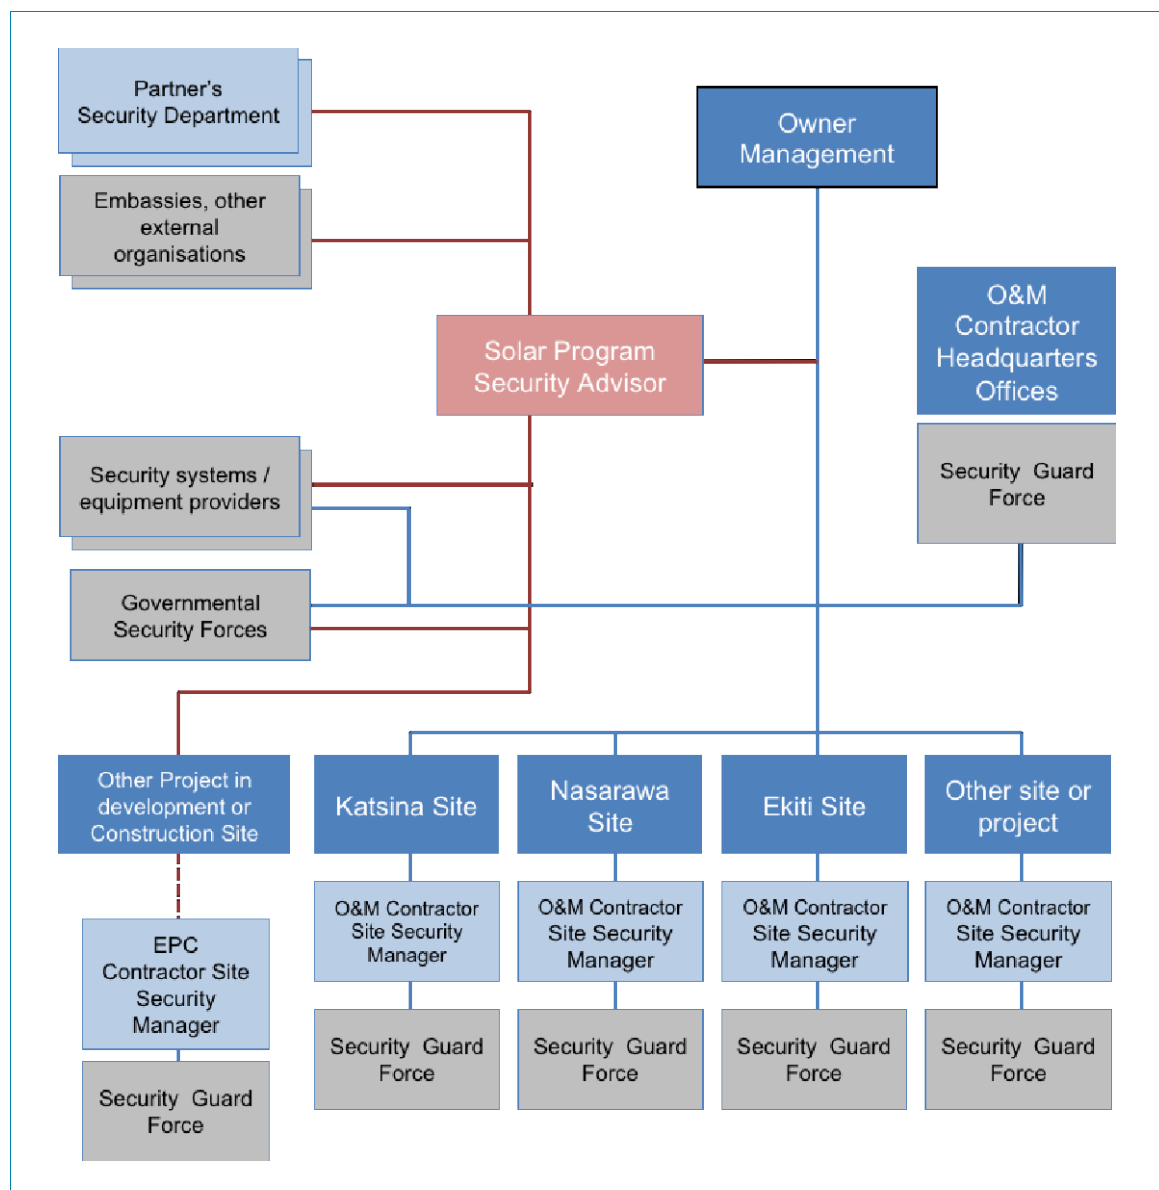 Partner's
Security Department
Owner
Management
Embassies, other
external
organisations
O&M
Contractor
Headquarters
Offices
Solar Program
Security Advisor
Security systems /
equipment providers
Security Guard
Force
Governmental
Security Forces
Other Project in
development or
Construction Site
Katsina Site
Nasarawa
Site
Ekiti Site
Other site or
project
EPC
Contractor Site
Security
Manager
O&M Contractor
Site Security
Manager
O&M Contractor
Site Security
Manager
O&M Contractor
Site Security
Manager
O&M Contractor
Site Security
Manager
Security Guard
Force
Security Guard
Force
Security Guard
Force
Security Guard
Force
Security Guard
Force